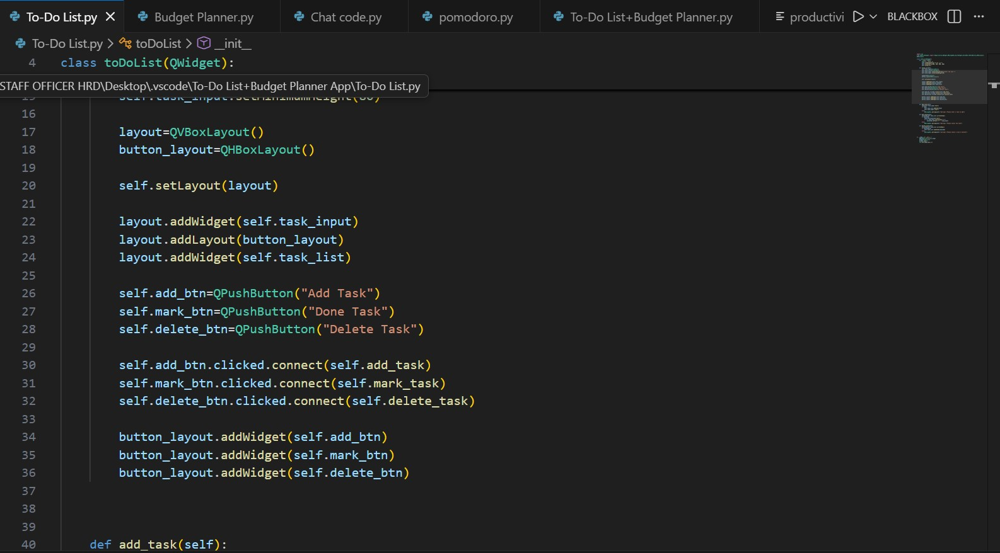 To-Do List.py
Budget Planner.py
Chat code.py
pomodoro.py
To-Do List+Budget Planner.py
productivi
BLACKBOX
To-Do List.py > toDoList > __init__
4 class toDoList(QWidget):
STAFF OFFICER HRD\Desktop\.vscode\To-Do List+Budget Planner App\To-Do List.py
16
17 layout=QVBoxLayout()
18 button_layout=QHBoxLayout()
19
20 self.setLayout(layout)
21
22 layout.addWidget(self.task_input)
23 layout.addLayout(button_layout)
24 layout.addWidget(self.task_list)
25
26 self.add_btn=QPushButton("Add Task")
27 self.mark_btn=QPushButton("Done Task")
28 self.delete_btn=QPushButton("Delete Task")
29
30 self.add_btn.clicked.connect(self.add_task)
31 self.mark_btn.clicked.connect(self.mark_task)
32 self.delete_btn.clicked.connect(self.delete_task)
33
34 button_layout.addWidget(self.add_btn)
35 button_layout.addWidget(self.mark_btn)
36 button_layout.addWidget(self.delete_btn)
37
38
39
40 def add_task(self):